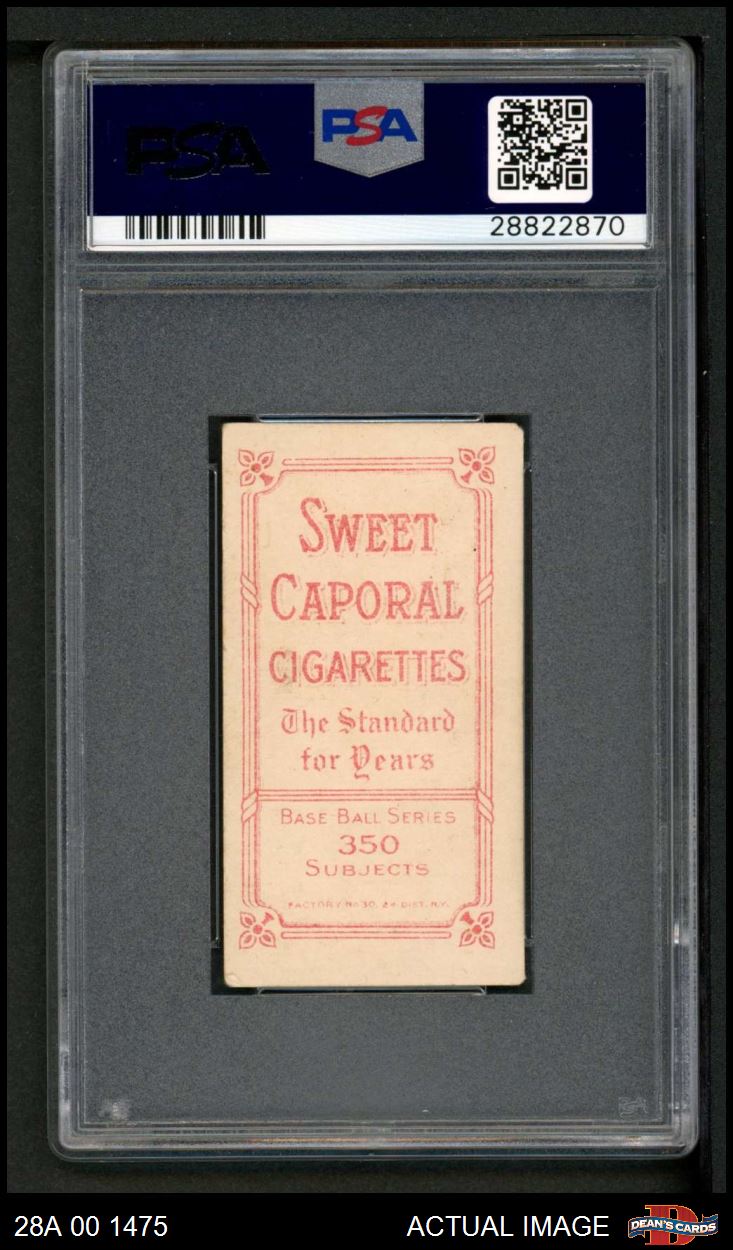 PSA
PSA
28822870
SWEET
CAPORAL
CIGARETTES
The Standard
for Years
BASE BALL SERIES
350
SUBJECTS
FACTORY No 30, 2d DIST. N.Y.
28A 00 1475
ACTUAL IMAGE
DEAN'S CARDS